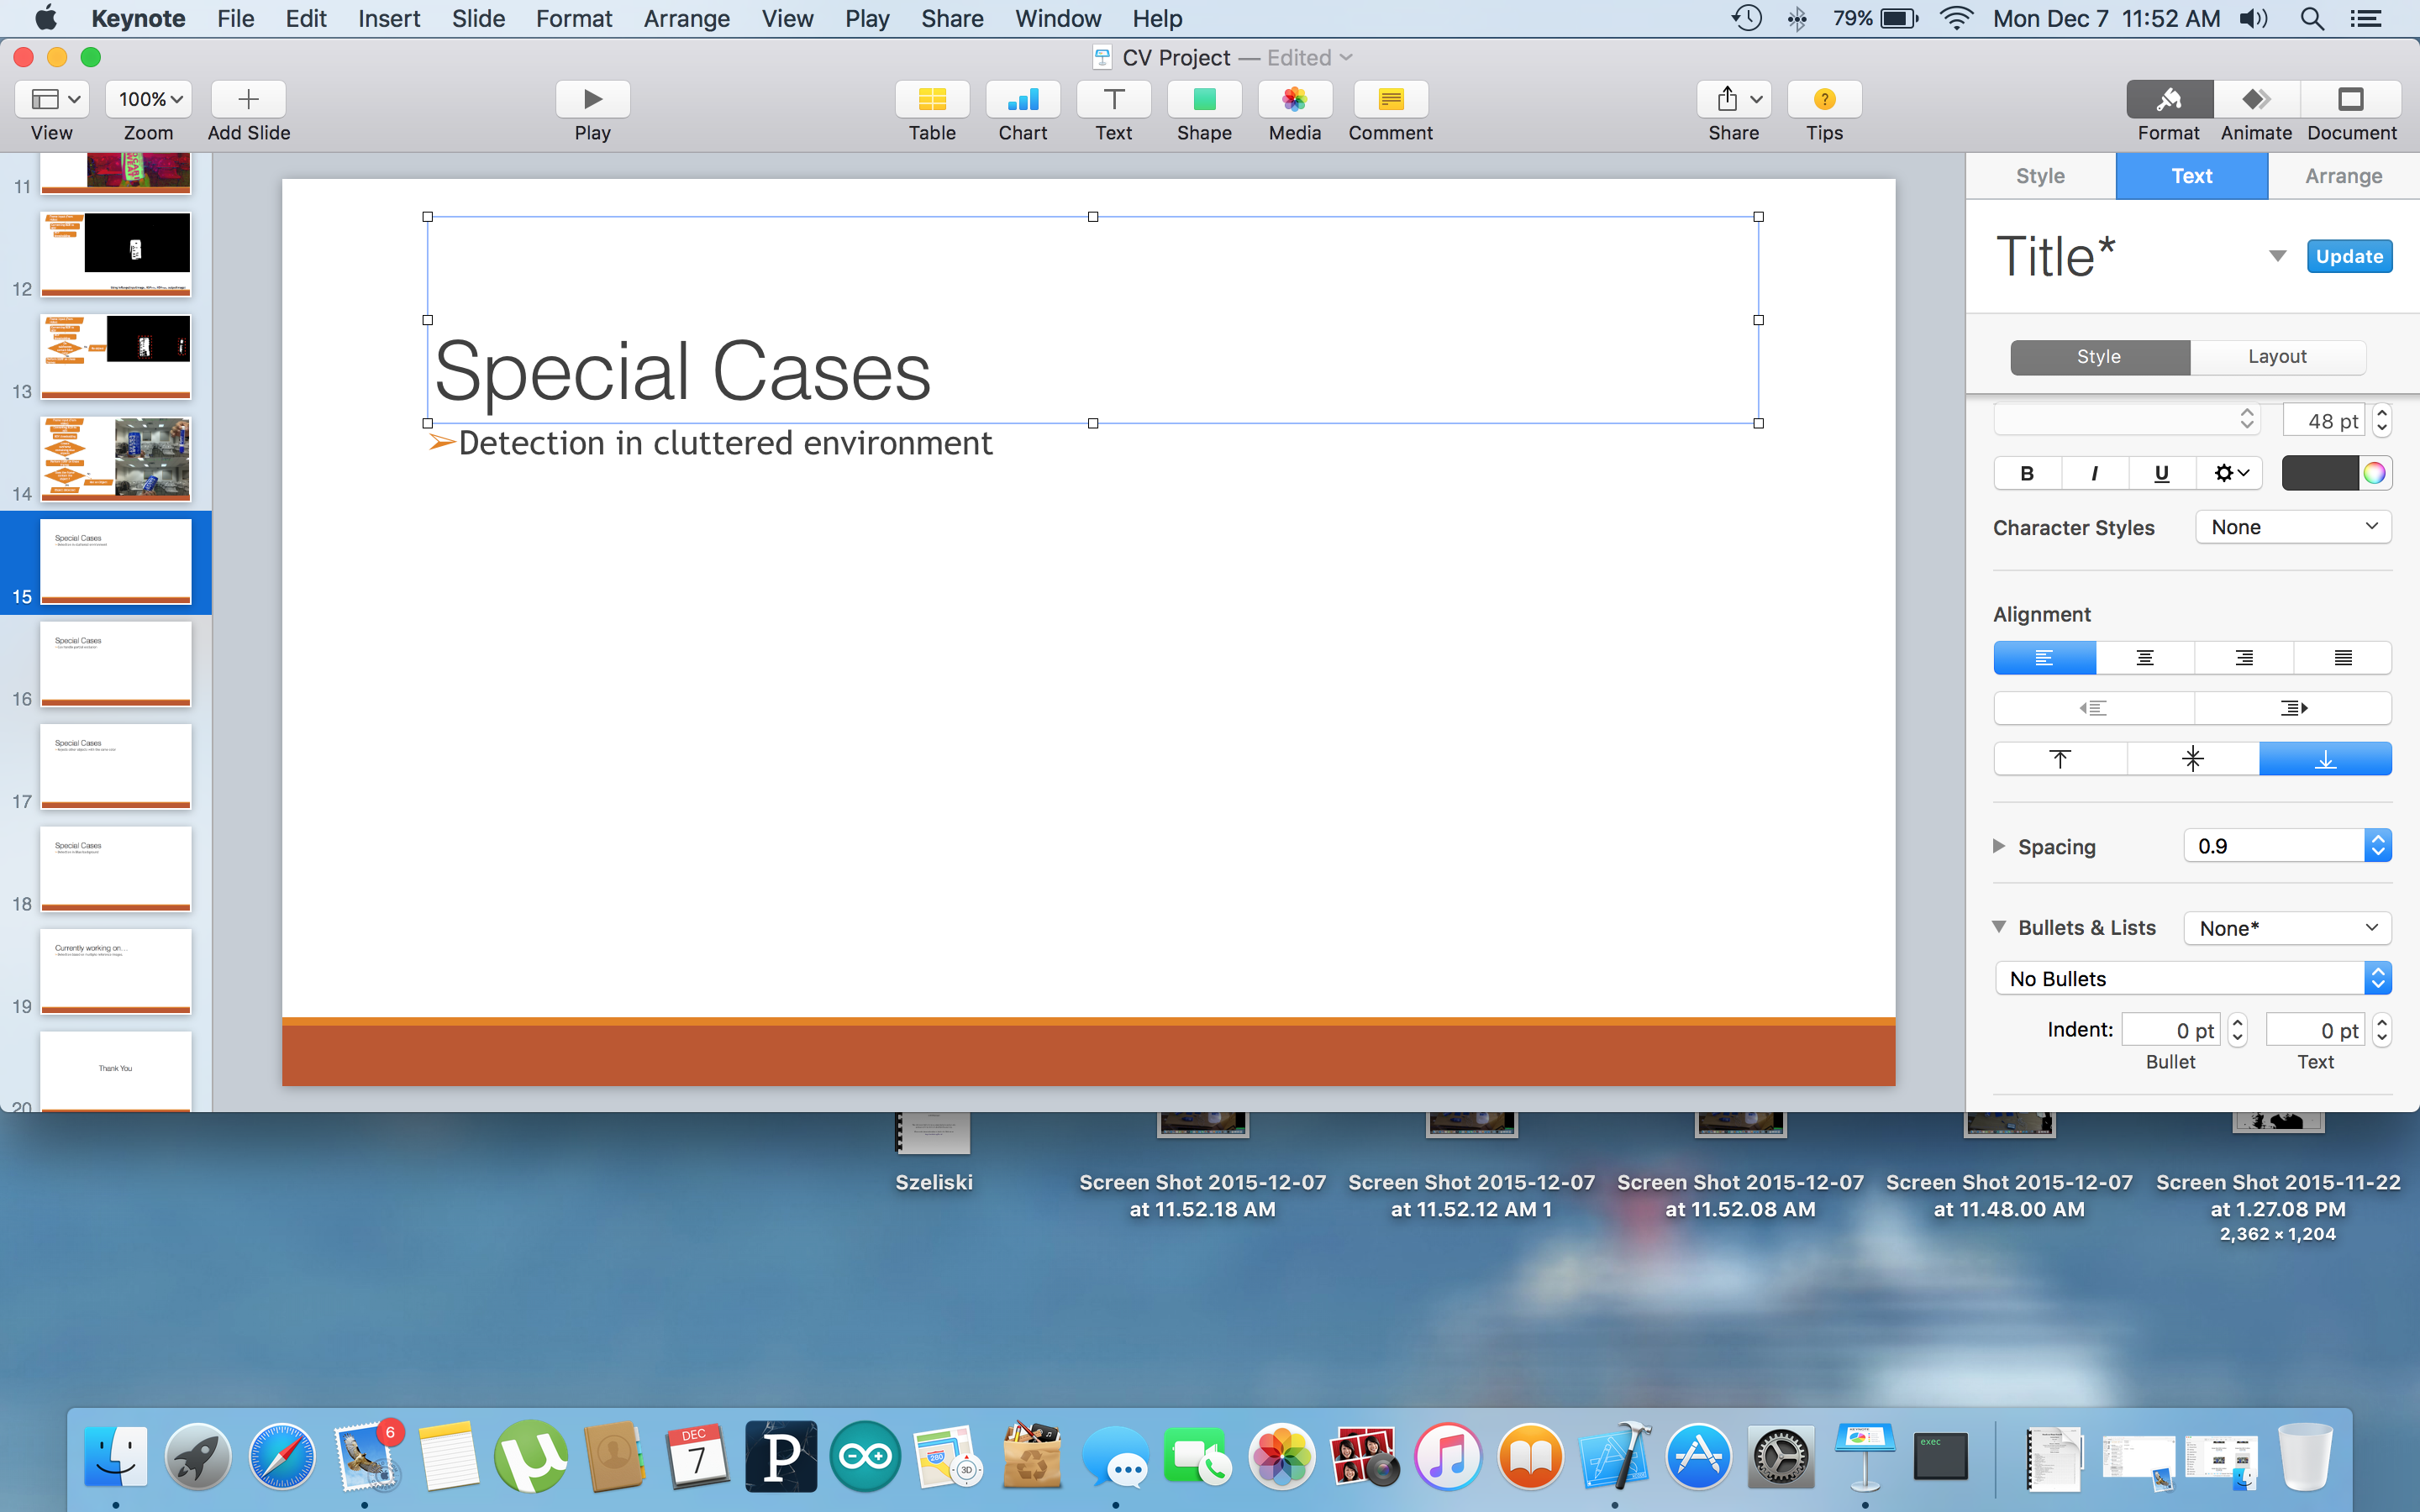 Keynote File Edit Insert Slide Format Arrange View Play Share Window Help 79% Mon Dec 7 11:52 AM
CV Project — Edited
100%
View Zoom Add Slide Play Table Chart Text Shape Media Comment Share Tips Format Animate Document
Style Text Arrange
Title* Update
Style Layout
48 pt
B I U
Character Styles None
Alignment
Spacing 0.9
Bullets & Lists None*
No Bullets
Indent: 0 pt 0 pt
Bullet Text
11
12
13
14
Special Cases
15
Special Cases
16
Special Cases
17
Special Cases
18
Currently working on...
19
Thank You
20
Special Cases
➢Detection in cluttered environment
Szeliski
Screen Shot 2015-12-07
at 11.52.18 AM
Screen Shot 2015-12-07
at 11.52.12 AM 1
Screen Shot 2015-12-07
at 11.52.08 AM
Screen Shot 2015-12-07
at 11.48.00 AM
Screen Shot 2015-11-22
at 1.27.08 PM
2,362 × 1,204
6
DEC
7
P
280
3D
exec